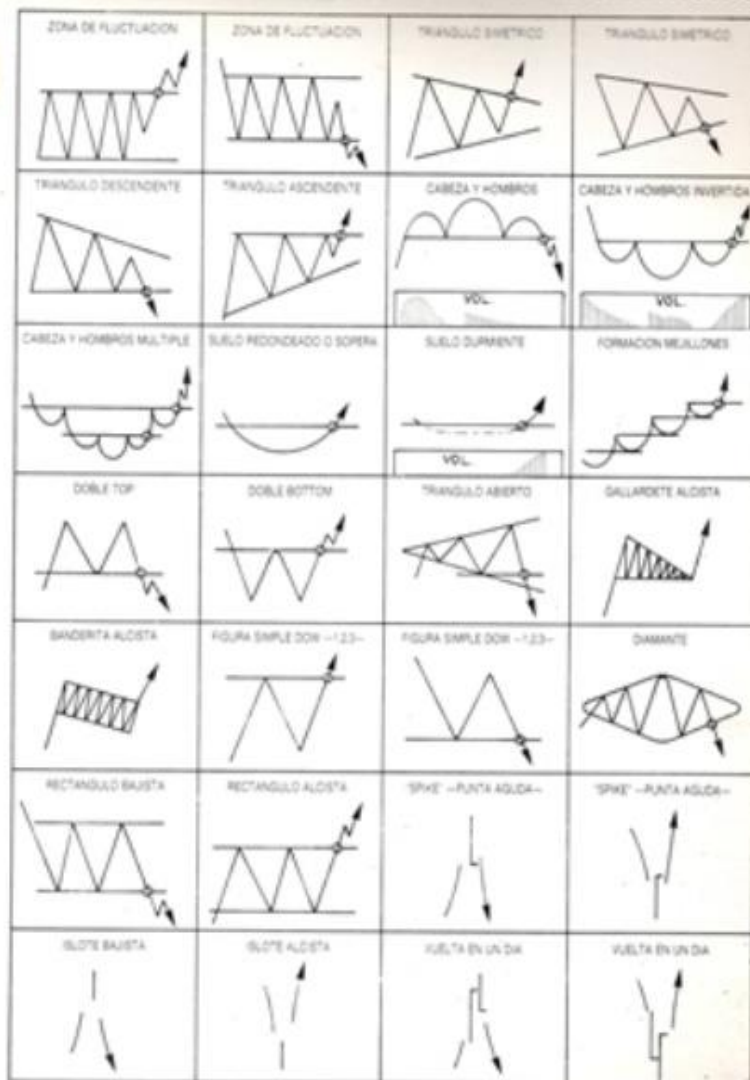 ZONA DE FLUCTUACION
ZONA DE FLUCTUACION
TRIANGULO SIMETRICO
TRIANGULO SIMETRICO
TRIANGULO DESCENDENTE
TRIANGULO ASCENDENTE
CABEZA Y HOMBROS
CABEZA Y HOMBROS INVERTIDA
VOL.
VOL.
CABEZA Y HOMBROS MULTIPLE
SUELO REDONDEADO O SOPERA
SUELO DURMIENTE
FORMACION MEJILLONES
VOL.
DOBLE TOP
DOBLE BOTTOM
TRIANGULO ABIERTO
GALLARDETE ALCISTA
BANDERITA ALCISTA
FIGURA SIMPLE DOW -1,2,3-
FIGURA SIMPLE DOW -1,2,3-
DIAMANTE
RECTANGULO BAJISTA
RECTANGULO ALCISTA
"SPIKE" —PUNTA AGUDA—
"SPIKE" —PUNTA AGUDA—
ISLOTE BAJISTA
ISLOTE ALCISTA
VUELTA EN UN DIA
VUELTA EN UN DIA